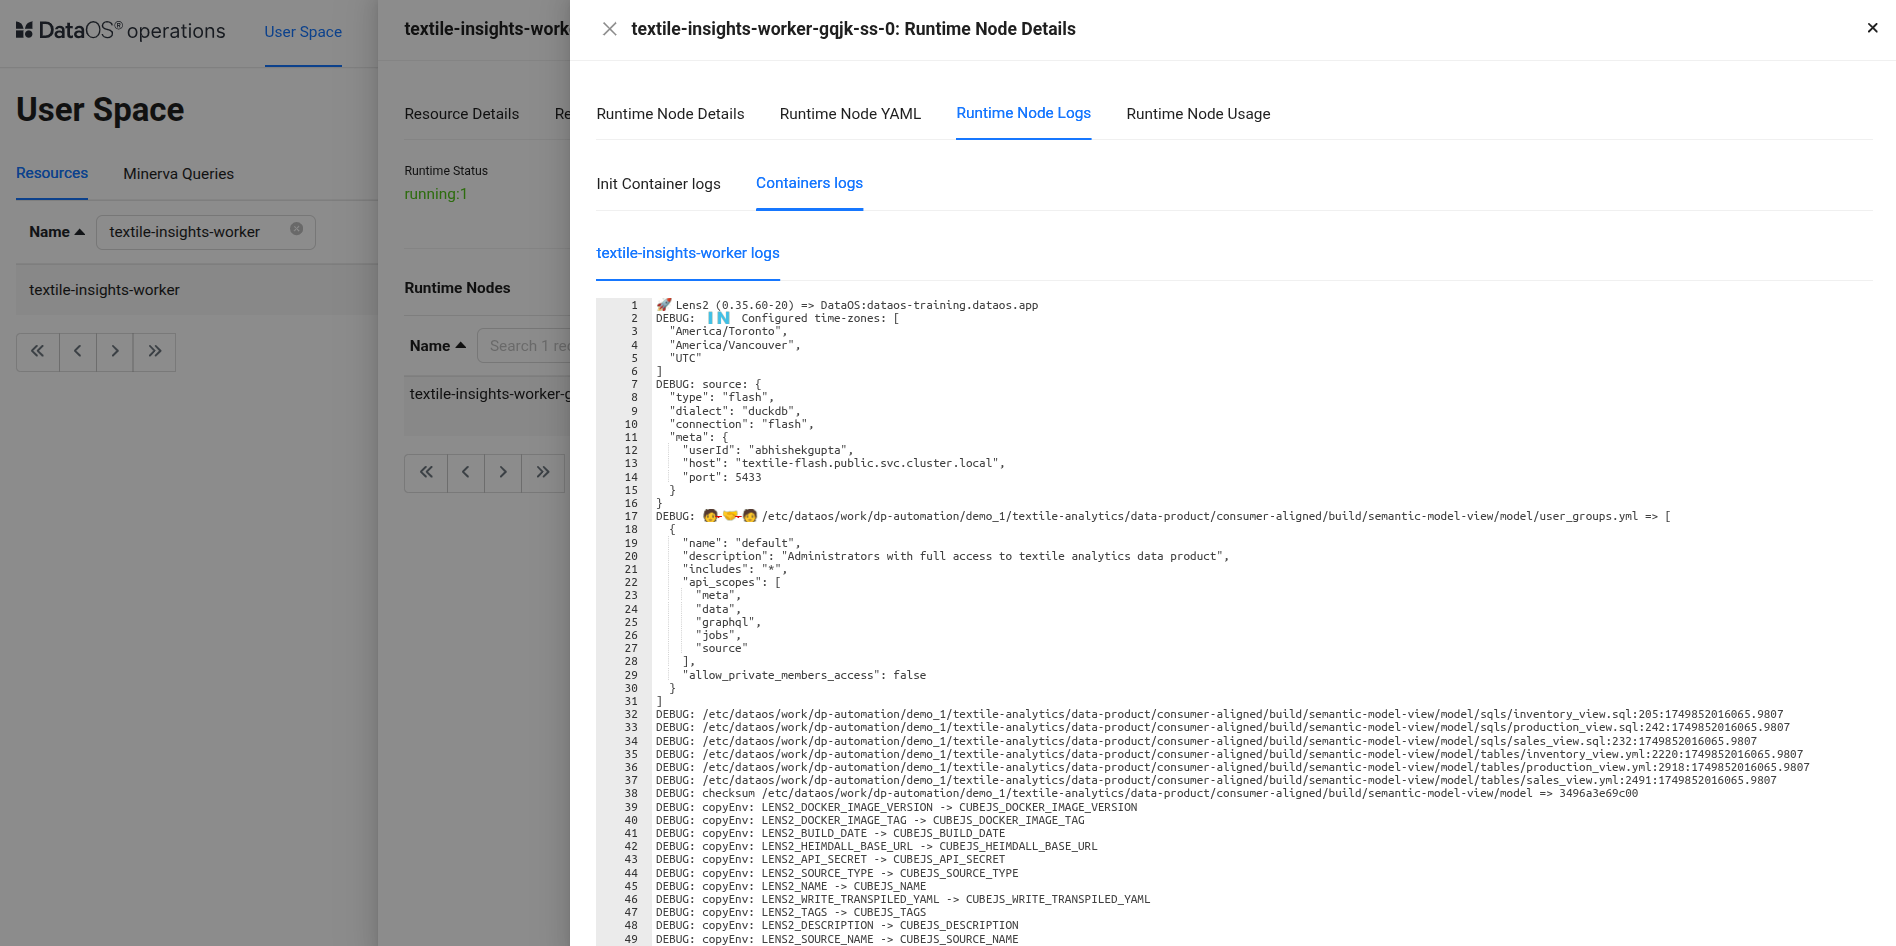 DataOS® operations
User Space
User Space
Resources
Minerva Queries
Name
textile-insights-worker
textile-insights-worker
textile-insights-work
Resource Details
Re
Runtime Status
running:1
Runtime Nodes
Name
Search 1 rec
textile-insights-worker-g
textile-insights-worker-gqjk-ss-0: Runtime Node Details
Runtime Node Details
Runtime Node YAML
Runtime Node Logs
Runtime Node Usage
Init Container logs
Containers logs
textile-insights-worker logs
1 🚀 Lens2 (0.35.60-20) => DataOS:dataos-training.dataos.app
2 DEBUG: 🇮🇳 Configured time-zones: [
3 "America/Toronto",
4 "America/Vancouver",
5 "UTC"
6 ]
7 DEBUG: source: {
8 "type": "flash",
9 "dialect": "duckdb",
10 "connection": "flash",
11 "meta": {
12 "userId": "abhishekgupta",
13 "host": "textile-flash.public.svc.cluster.local",
14 "port": 5433
15 }
16 }
17 DEBUG: 🧑‍🤝‍🧑 /etc/dataos/work/dp-automation/demo_1/textile-analytics/data-product/consumer-aligned/build/semantic-model-view/model/user_groups.yml => [
18 {
19 "name": "default",
20 "description": "Administrators with full access to textile analytics data product",
21 "includes": "*",
22 "api_scopes": [
23 "meta",
24 "data",
25 "graphql",
26 "jobs",
27 "source"
28 ],
29 "allow_private_members_access": false
30 }
31 ]
32 DEBUG: /etc/dataos/work/dp-automation/demo_1/textile-analytics/data-product/consumer-aligned/build/semantic-model-view/model/sqls/inventory_view.sql:205:1749852016065.9807
33 DEBUG: /etc/dataos/work/dp-automation/demo_1/textile-analytics/data-product/consumer-aligned/build/semantic-model-view/model/sqls/production_view.sql:242:1749852016065.9807
34 DEBUG: /etc/dataos/work/dp-automation/demo_1/textile-analytics/data-product/consumer-aligned/build/semantic-model-view/model/sqls/sales_view.sql:232:1749852016065.9807
35 DEBUG: /etc/dataos/work/dp-automation/demo_1/textile-analytics/data-product/consumer-aligned/build/semantic-model-view/model/tables/inventory_view.yml:2220:1749852016065.9807
36 DEBUG: /etc/dataos/work/dp-automation/demo_1/textile-analytics/data-product/consumer-aligned/build/semantic-model-view/model/tables/production_view.yml:2918:1749852016065.9807
37 DEBUG: /etc/dataos/work/dp-automation/demo_1/textile-analytics/data-product/consumer-aligned/build/semantic-model-view/model/tables/sales_view.yml:2491:1749852016065.9807
38 DEBUG: checksum /etc/dataos/work/dp-automation/demo_1/textile-analytics/data-product/consumer-aligned/build/semantic-model-view/model => 3496a3e69c00
39 DEBUG: copyEnv: LENS2_DOCKER_IMAGE_VERSION -> CUBEJS_DOCKER_IMAGE_VERSION
40 DEBUG: copyEnv: LENS2_DOCKER_IMAGE_TAG -> CUBEJS_DOCKER_IMAGE_TAG
41 DEBUG: copyEnv: LENS2_BUILD_DATE -> CUBEJS_BUILD_DATE
42 DEBUG: copyEnv: LENS2_HEIMDALL_BASE_URL -> CUBEJS_HEIMDALL_BASE_URL
43 DEBUG: copyEnv: LENS2_API_SECRET -> CUBEJS_API_SECRET
44 DEBUG: copyEnv: LENS2_SOURCE_TYPE -> CUBEJS_SOURCE_TYPE
45 DEBUG: copyEnv: LENS2_NAME -> CUBEJS_NAME
46 DEBUG: copyEnv: LENS2_WRITE_TRANSPILED_YAML -> CUBEJS_WRITE_TRANSPILED_YAML
47 DEBUG: copyEnv: LENS2_TAGS -> CUBEJS_TAGS
48 DEBUG: copyEnv: LENS2_DESCRIPTION -> CUBEJS_DESCRIPTION
49 DEBUG: copyEnv: LENS2_SOURCE_NAME -> CUBEJS_SOURCE_NAME